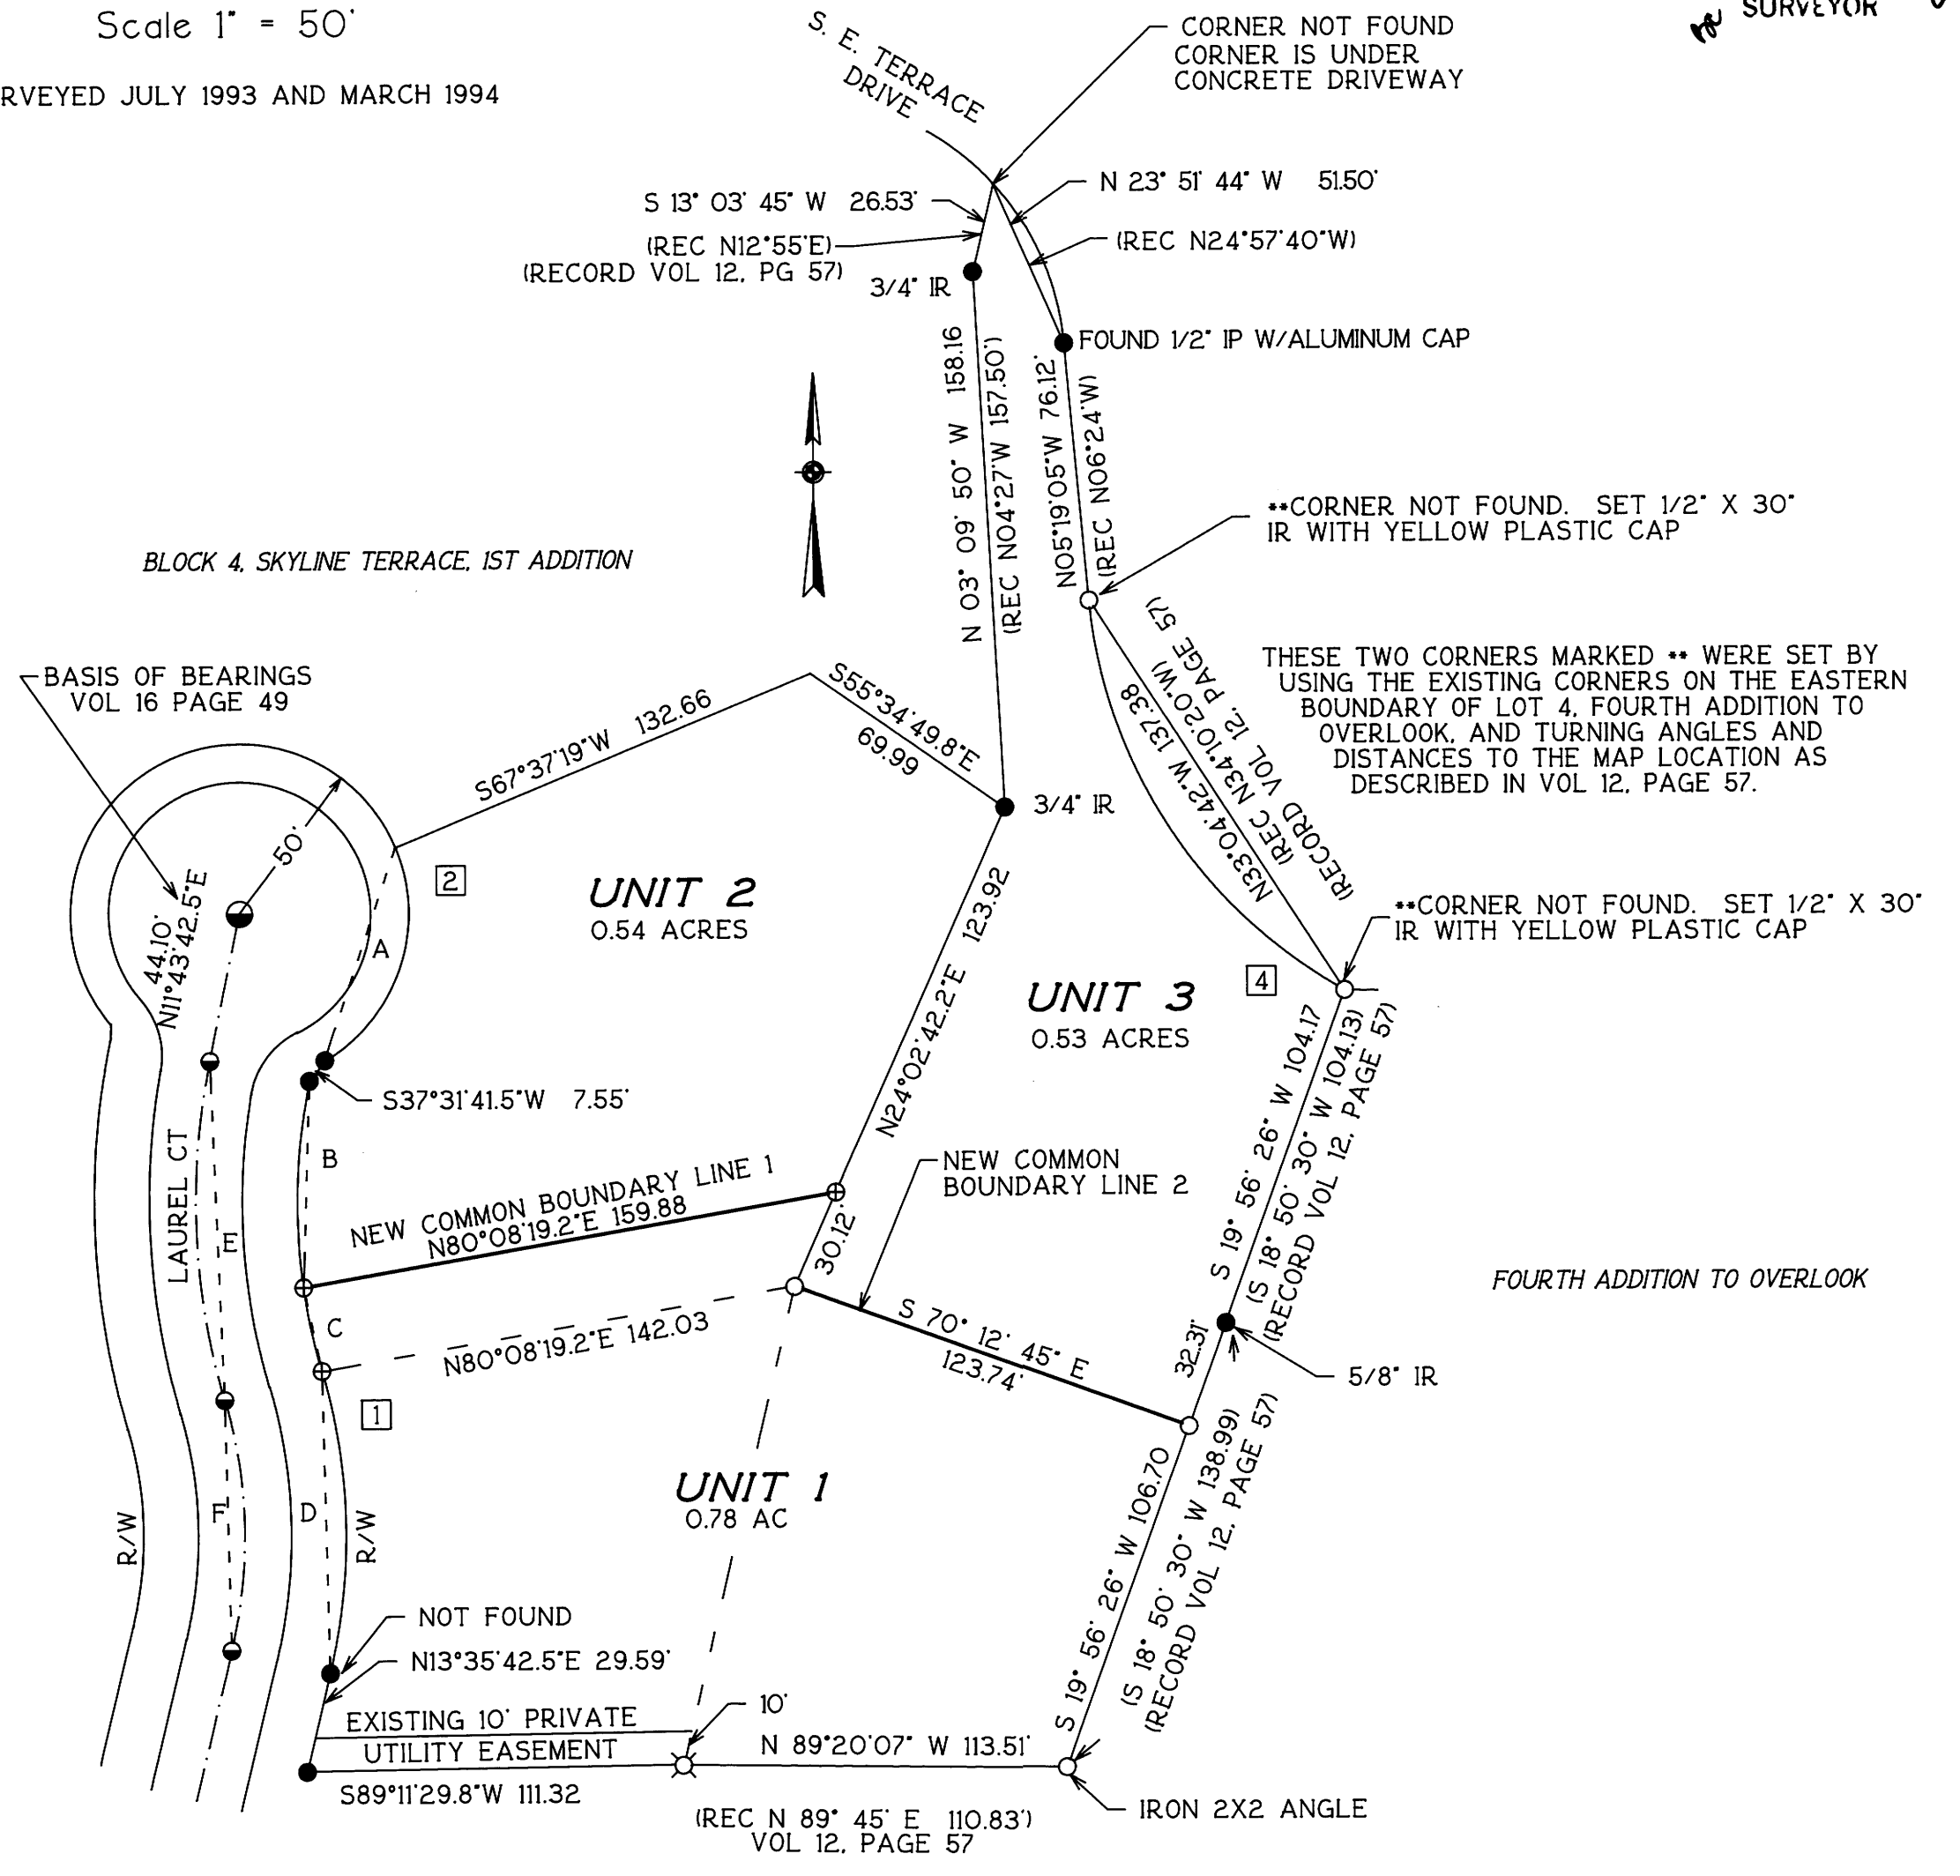 Scale 1" = 50'
SURVEYOR
RVEYED JULY 1993 AND MARCH 1994
S. E. TERRACE
DRIVE
CORNER NOT FOUND
CORNER IS UNDER
CONCRETE DRIVEWAY
S 13° 03' 45" W 26.53'
(REC N12°55'E)
(RECORD VOL 12, PG 57)
3/4" IR
N 23° 51' 44" W 51.50'
(REC N24°57'40"W)
FOUND 1/2" IP W/ALUMINUM CAP
N 03° 09' 50" W 158.16
(REC N04°27'W 157.50')
N05°19'05"W 76.12'
(REC N06°24'W)
**CORNER NOT FOUND. SET 1/2" X 30"
IR WITH YELLOW PLASTIC CAP
BLOCK 4, SKYLINE TERRACE, 1ST ADDITION
BASIS OF BEARINGS
VOL 16 PAGE 49
THESE TWO CORNERS MARKED ** WERE SET BY
USING THE EXISTING CORNERS ON THE EASTERN
BOUNDARY OF LOT 4, FOURTH ADDITION TO
OVERLOOK, AND TURNING ANGLES AND
DISTANCES TO THE MAP LOCATION AS
DESCRIBED IN VOL 12, PAGE 57.
N33°04'42"W 137.38
(REC N34°10'20"W)
(RECORD VOL 12, PAGE 57)
S67°37'19"W 132.66
S55°34'49.8"E
69.99
3/4" IR
50'
44.10'
N11°43'42.5"E
2
A
UNIT 2
0.54 ACRES
N24°02'42.2"E 123.92
UNIT 3
0.53 ACRES
4
**CORNER NOT FOUND. SET 1/2" X 30"
IR WITH YELLOW PLASTIC CAP
S37°31'41.5"W 7.55'
B
LAUREL CT
E
NEW COMMON BOUNDARY LINE 1
N80°08'19.2"E 159.88
30.12'
NEW COMMON
BOUNDARY LINE 2
S 19° 56' 26" W 104.17
(S 18° 50' 30" W 104.13)
(RECORD VOL 12, PAGE 57)
FOURTH ADDITION TO OVERLOOK
C
N80°08'19.2"E 142.03
S 70° 12' 45" E
123.74'
32.31'
5/8" IR
1
UNIT 1
0.78 AC
R/W
F
D
R/W
S 19° 56' 26" W 106.70
(S 18° 50' 30" W 138.99)
(RECORD VOL 12, PAGE 57)
NOT FOUND
N13°35'42.5"E 29.59'
EXISTING 10' PRIVATE
UTILITY EASEMENT
10'
N 89°20'07" W 113.51'
S89°11'29.8"W 111.32
IRON 2X2 ANGLE
(REC N 89° 45' E 110.83')
VOL 12, PAGE 57